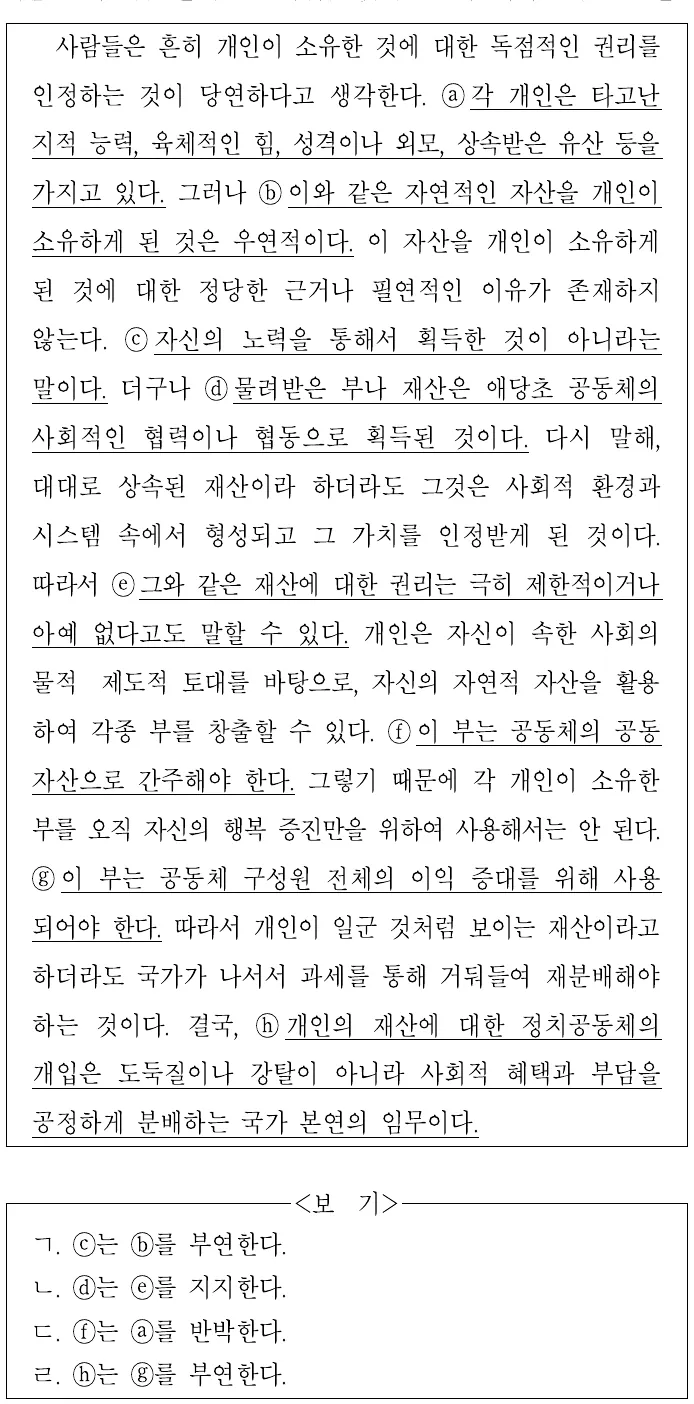 사람들은 흔히 개인이 소유한 것에 대한 독점적인 권리를
인정하는 것이 당연하다고 생각한다. ⓐ각 개인은 타고난
지적 능력, 육체적인 힘, 성격이나 외모, 상속받은 유산 등을
가지고 있다. 그러나 ⓑ이와 같은 자연적인 자산을 개인이
소유하게 된 것은 우연적이다. 이 자산을 개인이 소유하게
된 것에 대한 정당한 근거나 필연적인 이유가 존재하지
않는다. ⓒ자신의 노력을 통해서 획득한 것이 아니라는
말이다. 더구나 ⓓ물려받은 부나 재산은 애당초 공동체의
사회적인 협력이나 협동으로 획득된 것이다. 다시 말해,
대대로 상속된 재산이라 하더라도 그것은 사회적 환경과
시스템 속에서 형성되고 그 가치를 인정받게 된 것이다.
따라서 ⓔ그와 같은 재산에 대한 권리는 극히 제한적이거나
아예 없다고도 말할 수 있다. 개인은 자신이 속한 사회의
물적 제도적 토대를 바탕으로, 자신의 자연적 자산을 활용
하여 각종 부를 창출할 수 있다. ⓕ이 부는 공동체의 공동
자산으로 간주해야 한다. 그렇기 때문에 각 개인이 소유한
부를 오직 자신의 행복 증진만을 위하여 사용해서는 안 된다.
ⓖ이 부는 공동체 구성원 전체의 이익 증대를 위해 사용
되어야 한다. 따라서 개인이 일군 것처럼 보이는 재산이라고
하더라도 국가가 나서서 과세를 통해 거둬들여 재분배해야
하는 것이다. 결국, ⓗ개인의 재산에 대한 정치공동체의
개입은 도둑질이나 강탈이 아니라 사회적 혜택과 부담을
공정하게 분배하는 국가 본연의 임무이다.
<보 기>
ㄱ. ⓒ는 ⓑ를 부연한다.
ㄴ. ⓓ는 ⓔ를 지지한다.
ㄷ. ⓕ는 ⓐ를 반박한다.
ㄹ. ⓗ는 ⓖ를 부연한다.